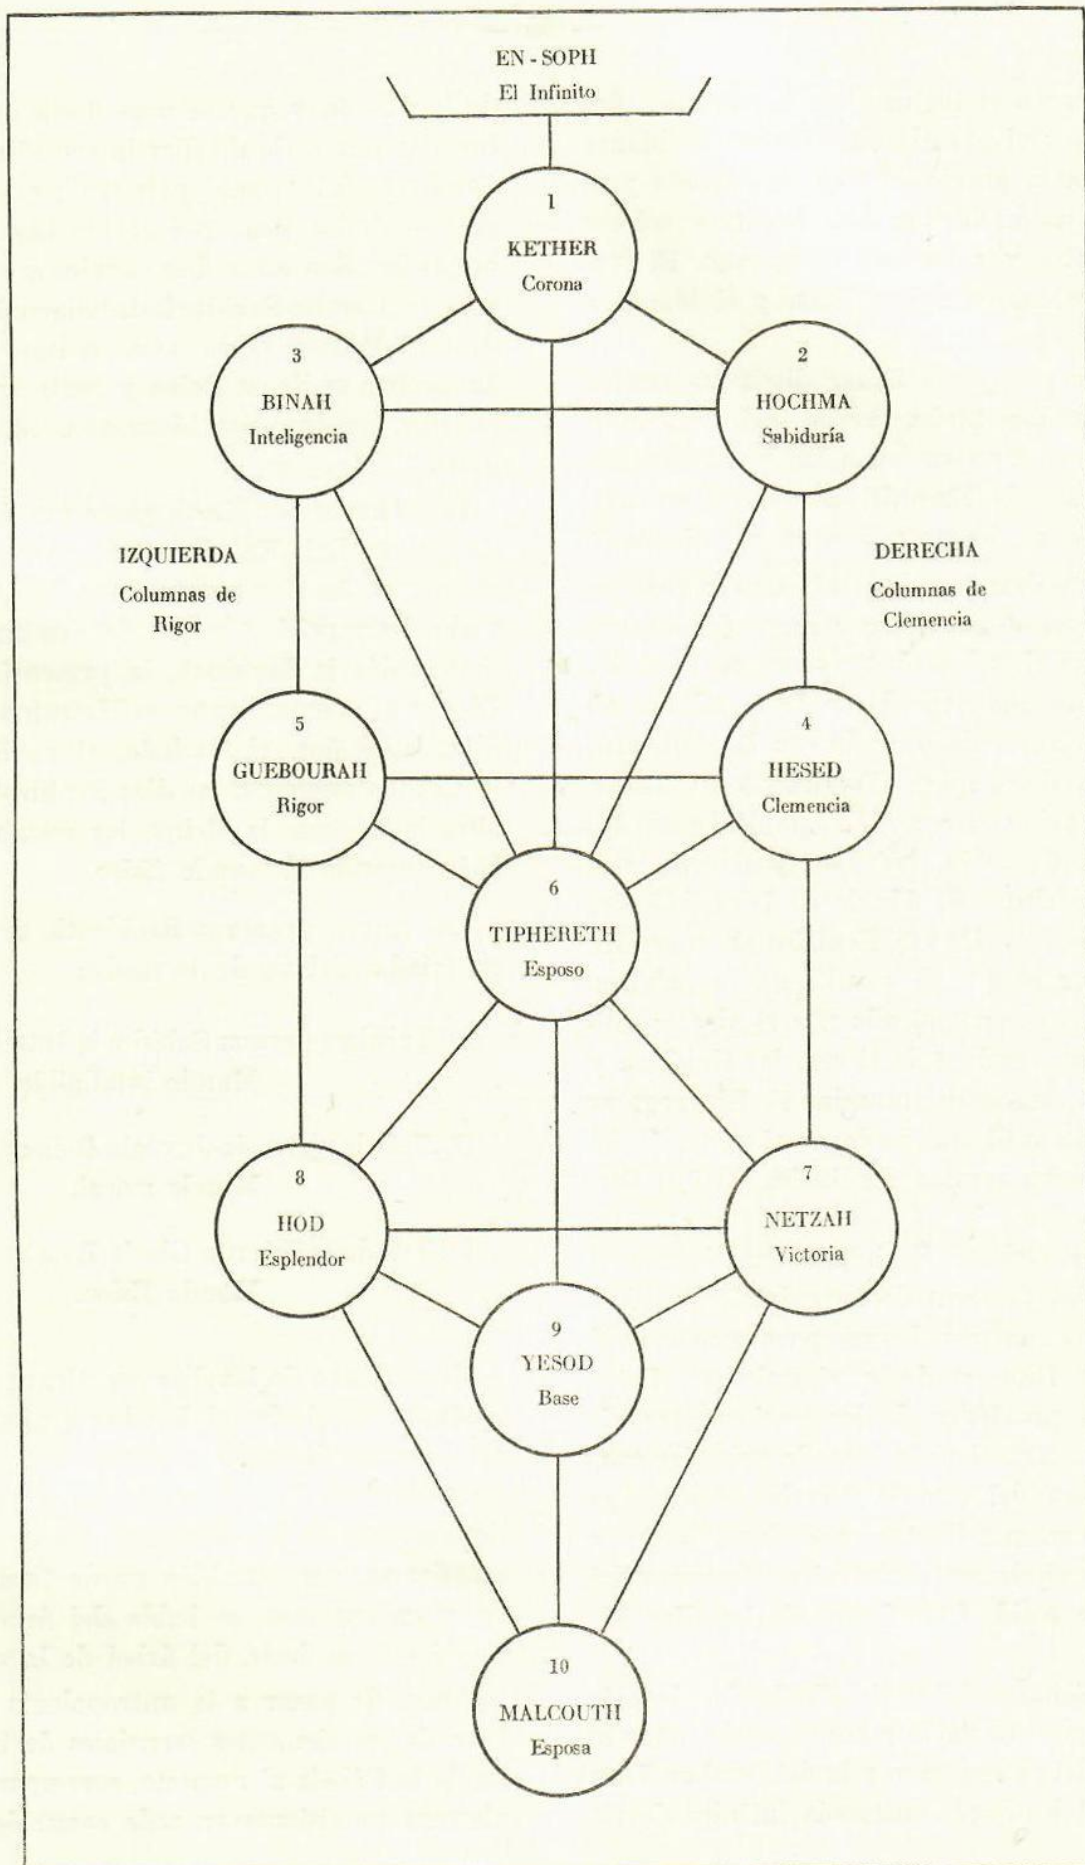 EN - SOPH
El Infinito
1
KETHER
Corona
3
BINAH
Inteligencia
2
HOCHMA
Sabiduría
IZQUIERDA
Columnas de
Rigor
DERECHA
Columnas de
Clemencia
5
GUEBOURAH
Rigor
4
HESED
Clemencia
6
TIPHERETH
Esposo
8
HOD
Esplendor
7
NETZAH
Victoria
9
YESOD
Base
10
MALCOUTH
Esposa